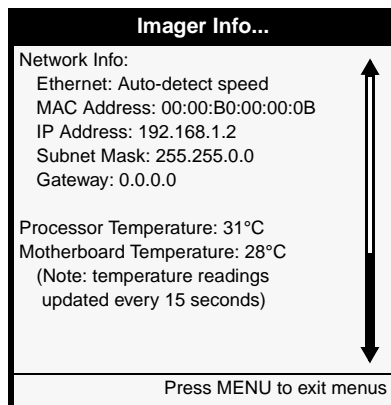 Imager Info...
Network Info:
Ethernet: Auto-detect speed
MAC Address: 00:00:B0:00:00:0B
IP Address: 192.168.1.2
Subnet Mask: 255.255.0.0
Gateway: 0.0.0.0
Processor Temperature: 31°C
Motherboard Temperature: 28°C
(Note: temperature readings
updated every 15 seconds)
Press MENU to exit menus